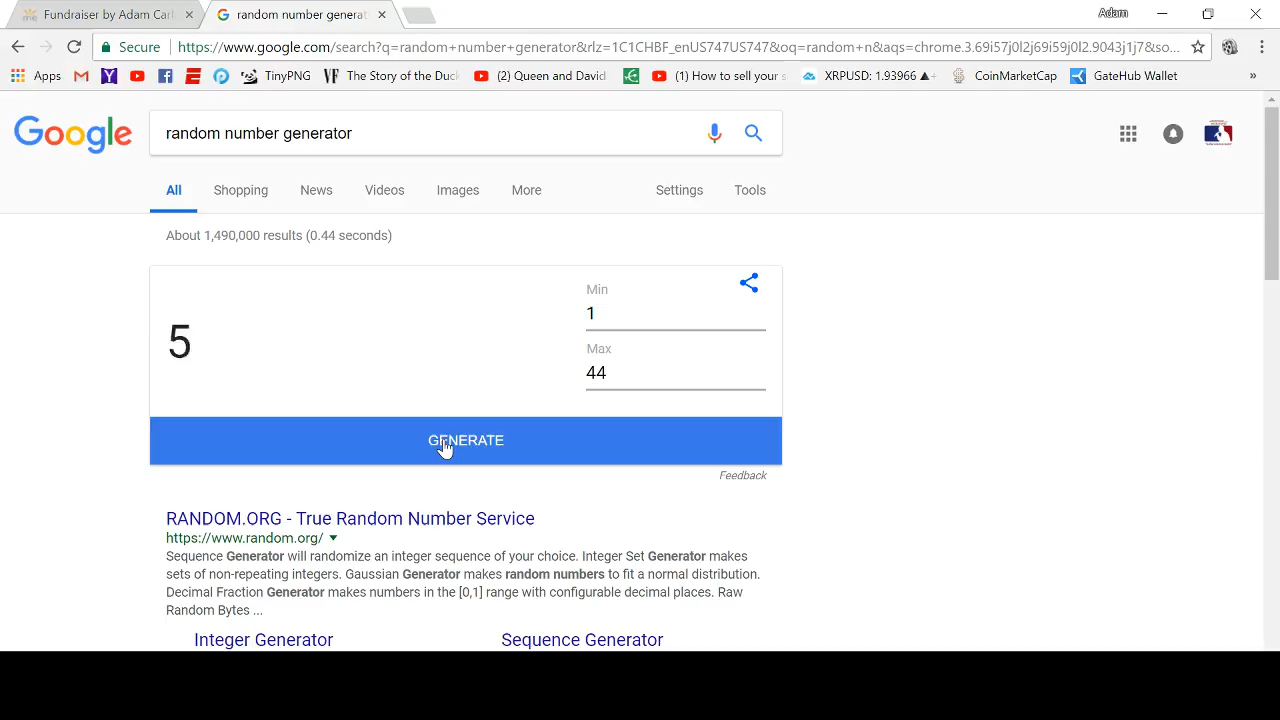 Fundraiser by Adam Carl
random number generat
Adam
Secure
https://www.google.com/search?q=random+number+generator&rlz=1C1CHBF_enUS747US747&oq=random+n&aqs=chrome.3.69i57j0l2j69i59j0l2.9043j1j7&so...
Apps
TinyPNG
VF
The Story of the Du
(2) Queen and David
(1) How to sell your s
XRPUSD: 1.93966 ▲+
CoinMarketCap
GateHub Wallet
»
Google
random number generator
All
Shopping
News
Videos
Images
More
Settings
Tools
About 1,490,000 results (0.44 seconds)
5
Min
1
Max
44
GENERATE
Feedback
RANDOM.ORG - True Random Number Service
https://www.random.org/
Sequence Generator will randomize an integer sequence of your choice. Integer Set Generator makes
sets of non-repeating integers. Gaussian Generator makes random numbers to fit a normal distribution.
Decimal Fraction Generator makes numbers in the [0,1] range with configurable decimal places. Raw
Random Bytes ...
Integer Generator
Sequence Generator